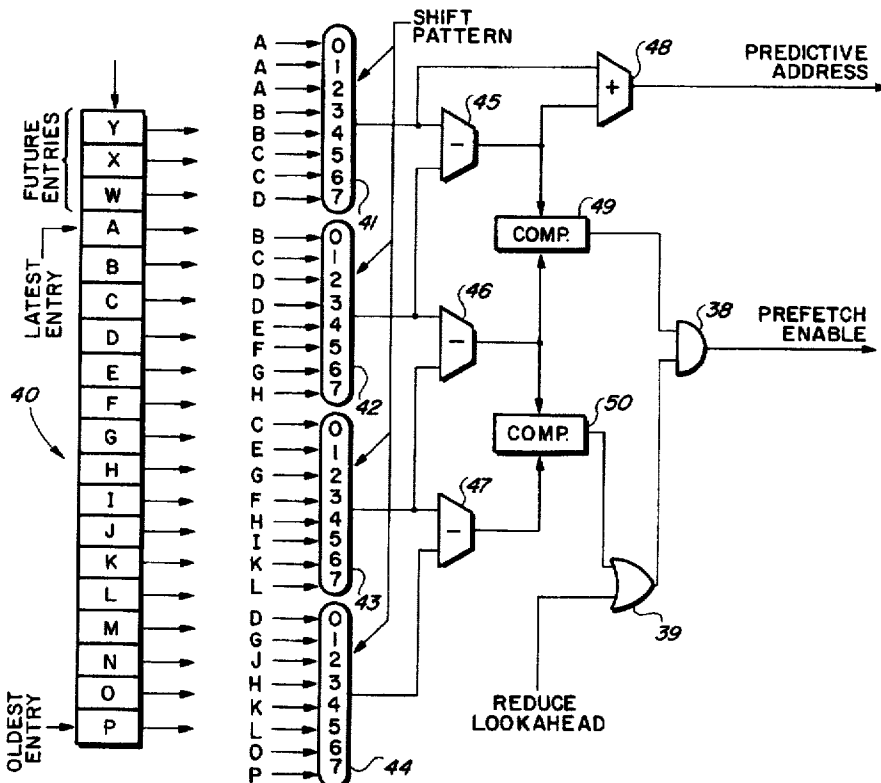 SHIFT
PATTERN
PREDICTIVE
ADDRESS
48
+
FUTURE
ENTRIES
Y
X
W
LATEST
ENTRY
A
B
C
D
E
F
G
H
I
J
K
L
M
N
O
P
OLDEST
ENTRY
40
A 0
A 1
A 2
B 3
B 4
C 5
C 6
D 7
41
B 0
C 1
D 2
D 3
E 4
F 5
G 6
H 7
42
C 0
E 1
G 2
F 3
H 4
I 5
K 6
L 7
43
D 0
G 1
J 2
H 3
K 4
L 5
O 6
P 7
44
45
−
46
−
47
−
COMP.
49
COMP.
50
38
PREFETCH
ENABLE
39
REDUCE
LOOKAHEAD